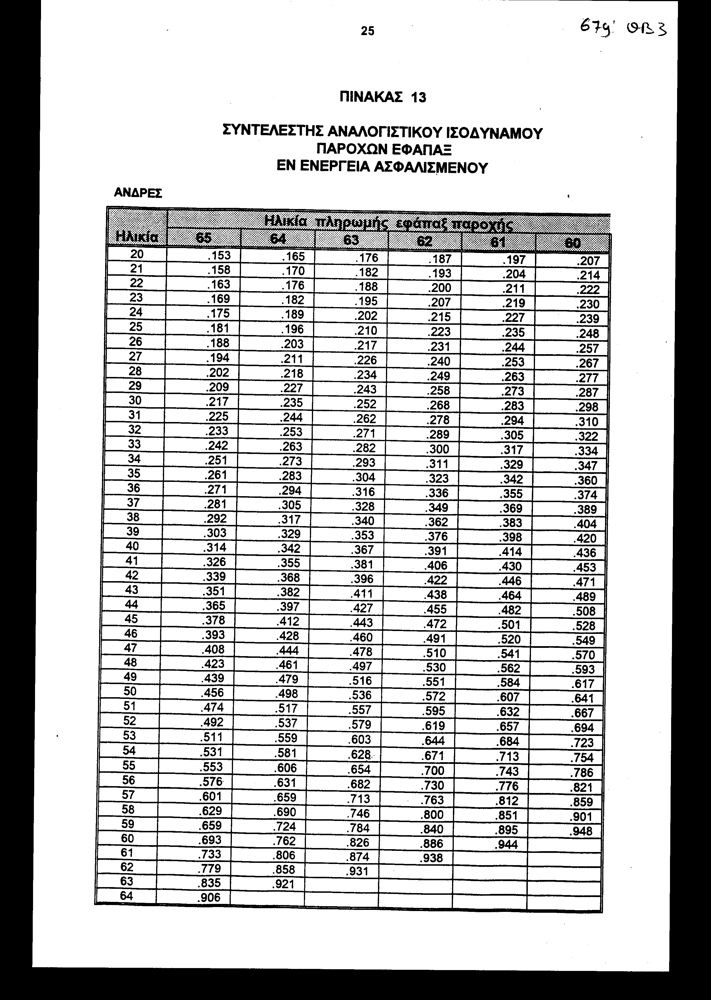 25
ΠΙΝΑΚΑΣ 13
ΣΥΝΤΕΛΕΣΤΗΣ ΑΝΑΛΟΓΙΣΤΙΚΟΥ ΙΣΟΔΥΝΑΜΟΥ
ΠΑΡΟΧΩΝ ΕΦΑΠΑΞ
ΕΝ ΕΝΕΡΓΕΙΑ ΑΣΦΑΛΙΣΜΕΝΟΥ
ΑΝΔΡΕΣ
Ηλικία πληρωμής εφάπαξ παροχής
Ηλικία 65 64 63 62 61 60
20 .153 .165 .176 .187 .197 .207
21 .158 .170 .182 .193 .204 .214
22 .163 .176 .188 .200 .211 .222
23 .169 .182 .195 .207 .219 .230
24 .175 .189 .202 .215 .227 .239
25 .181 .196 .210 .223 .235 .248
26 .188 .203 .217 .231 .244 .257
27 .194 .211 .226 .240 .253 .267
28 .202 .218 .234 .249 .263 .277
29 .209 .227 .243 .258 .273 .287
30 .217 .235 .252 .268 .283 .298
31 .225 .244 .262 .278 .294 .310
32 .233 .253 .271 .289 .305 .322
33 .242 .263 .282 .300 .317 .334
34 .251 .273 .293 .311 .329 .347
35 .261 .283 .304 .323 .342 .360
36 .271 .294 .316 .336 .355 .374
37 .281 .305 .328 .349 .369 .389
38 .292 .317 .340 .362 .383 .404
39 .303 .329 .353 .376 .398 .420
40 .314 .342 .367 .391 .414 .436
41 .326 .355 .381 .406 .430 .453
42 .339 .368 .396 .422 .446 .471
43 .351 .382 .411 .438 .464 .489
44 .365 .397 .427 .455 .482 .508
45 .378 .412 .443 .472 .501 .528
46 .393 .428 .460 .491 .520 .549
47 .408 .444 .478 .510 .541 .570
48 .423 .461 .497 .530 .562 .593
49 .439 .479 .516 .551 .584 .617
50 .456 .498 .536 .572 .607 .641
51 .474 .517 .557 .595 .632 .667
52 .492 .537 .579 .619 .657 .694
53 .511 .559 .603 .644 .684 .723
54 .531 .581 .628 .671 .713 .754
55 .553 .606 .654 .700 .743 .786
56 .576 .631 .682 .730 .776 .821
57 .601 .659 .713 .763 .812 .859
58 .629 .690 .746 .800 .851 .901
59 .659 .724 .784 .840 .895 .948
60 .693 .762 .826 .886 .944
61 .733 .806 .874 .938
62 .779 .858 .931
63 .835 .921
64 .906